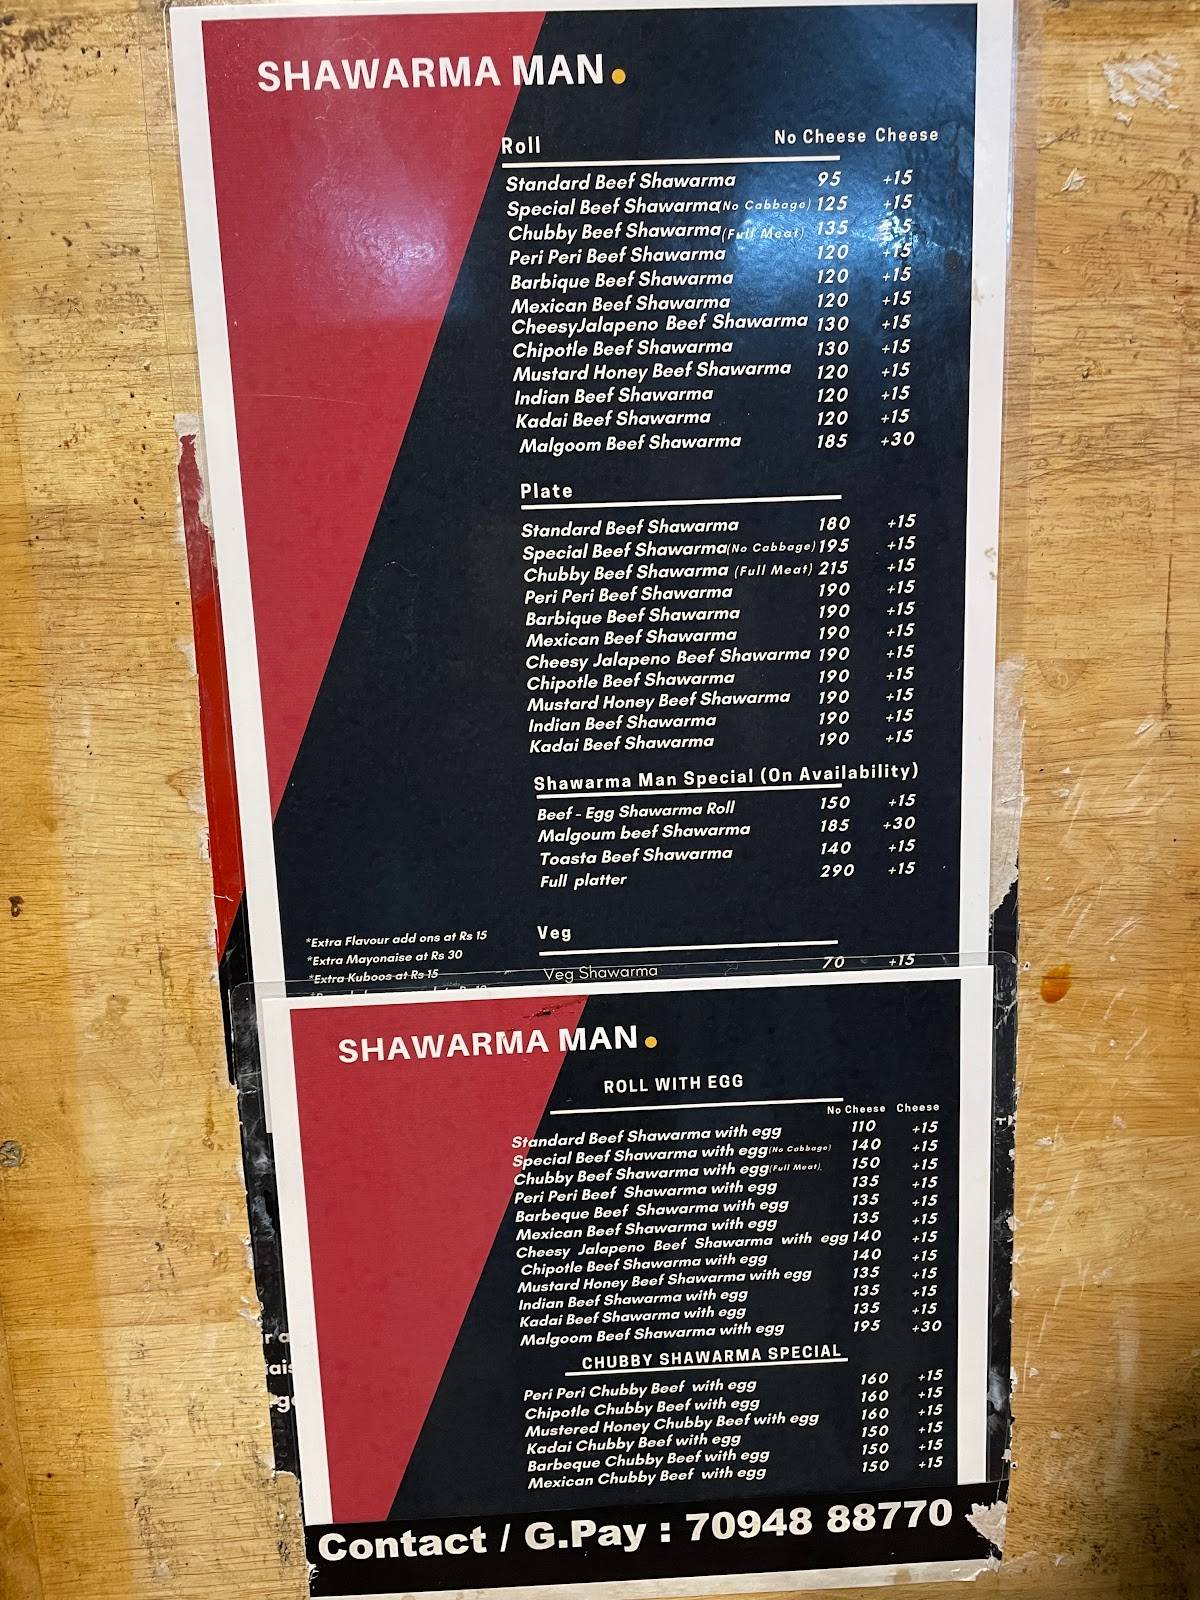 SHAWARMA MAN.
Roll No Cheese Cheese
Standard Beef Shawarma 95 +15
Special Beef Shawarma (No Cabbage) 125 +15
Chubby Beef Shawarma (Full Meat) 135 +15
Peri Peri Beef Shawarma 120 +15
Barbique Beef Shawarma 120 +15
Mexican Beef Shawarma 120 +15
CheesyJalapeno Beef Shawarma 130 +15
Chipotle Beef Shawarma 130 +15
Mustard Honey Beef Shawarma 120 +15
Indian Beef Shawarma 120 +15
Kadai Beef Shawarma 120 +15
Malgoom Beef Shawarma 185 +30
Plate
Standard Beef Shawarma 180 +15
Special Beef Shawarma (No Cabbage) 195 +15
Chubby Beef Shawarma (Full Meat) 215 +15
Peri Peri Beef Shawarma 190 +15
Barbique Beef Shawarma 190 +15
Mexican Beef Shawarma 190 +15
Cheesy Jalapeno Beef Shawarma 190 +15
Chipotle Beef Shawarma 190 +15
Mustard Honey Beef Shawarma 190 +15
Indian Beef Shawarma 190 +15
Kadai Beef Shawarma 190 +15
Shawarma Man Special (On Availability)
Beef - Egg Shawarma Roll 150 +15
Malgoum beef Shawarma 185 +30
Toasta Beef Shawarma 140 +15
Full platter 290 +15
Veg
Veg Shawarma 70 +15
*Extra Flavour add ons at Rs 15
*Extra Mayonaise at Rs 30
*Extra Kuboos at Rs 15
SHAWARMA MAN.
ROLL WITH EGG
No Cheese Cheese
Standard Beef Shawarma with egg 110 +15
Special Beef Shawarma with egg (No Cabbage) 140 +15
Chubby Beef Shawarma with egg (Full Meat) 150 +15
Peri Peri Beef Shawarma with egg 135 +15
Barbeque Beef Shawarma with egg 135 +15
Mexican Beef Shawarma with egg 135 +15
Cheesy Jalapeno Beef Shawarma with egg 140 +15
Chipotle Beef Shawarma with egg 140 +15
Mustard Honey Beef Shawarma with egg 135 +15
Indian Beef Shawarma with egg 135 +15
Kadai Beef Shawarma with egg 135 +15
Malgoom Beef Shawarma with egg 195 +30
CHUBBY SHAWARMA SPECIAL
Peri Peri Chubby Beef with egg 160 +15
Chipotle Chubby Beef with egg 160 +15
Mustered Honey Chubby Beef with egg 160 +15
Kadai Chubby Beef with egg 150 +15
Barbeque Chubby Beef with egg 150 +15
Mexican Chubby Beef with egg 150 +15
Contact / G.Pay : 70948 88770